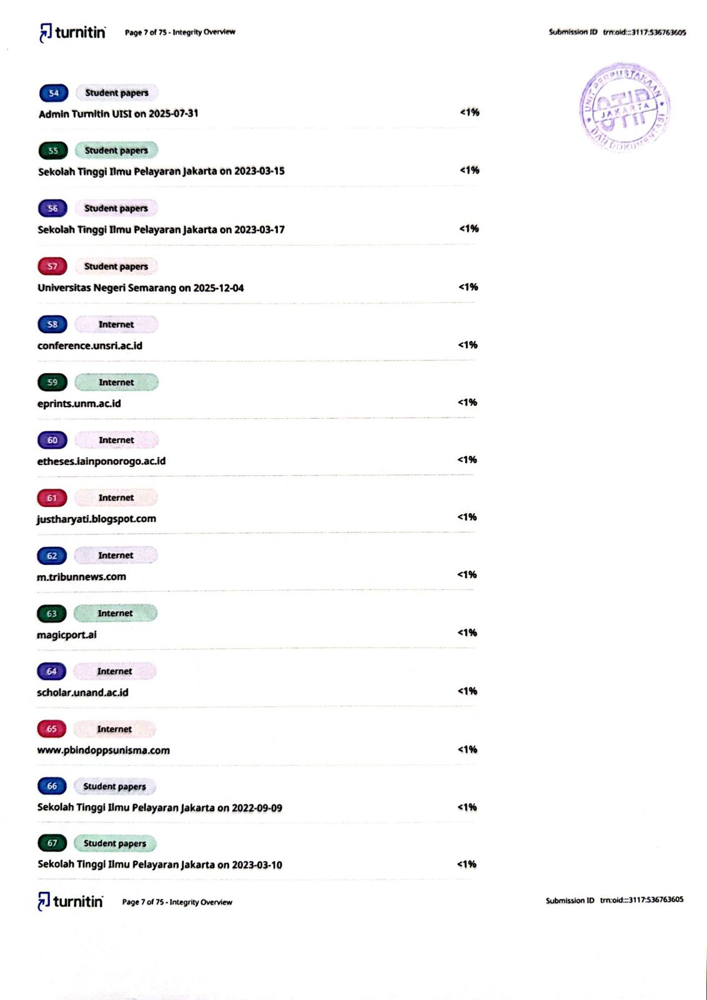 turnitin Page 7 of 75 - Integrity Overview Submission ID trn:oid:::3117:536763605
UNIT PERPUSTAKAAN
STIP
JAKARTA
DAN DOKUMENTASI
54 Student papers
Admin Turnitin UISI on 2025-07-31 <1%
55 Student papers
Sekolah Tinggi Ilmu Pelayaran Jakarta on 2023-03-15 <1%
56 Student papers
Sekolah Tinggi Ilmu Pelayaran Jakarta on 2023-03-17 <1%
57 Student papers
Universitas Negeri Semarang on 2025-12-04 <1%
58 Internet
conference.unsri.ac.id <1%
59 Internet
eprints.unm.ac.id <1%
60 Internet
etheses.iainponorogo.ac.id <1%
61 Internet
justharyati.blogspot.com <1%
62 Internet
m.tribunnews.com <1%
63 Internet
magicport.ai <1%
64 Internet
scholar.unand.ac.id <1%
65 Internet
www.pbindoppsunisma.com <1%
66 Student papers
Sekolah Tinggi Ilmu Pelayaran Jakarta on 2022-09-09 <1%
67 Student papers
Sekolah Tinggi Ilmu Pelayaran Jakarta on 2023-03-10 <1%
turnitin Page 7 of 75 - Integrity Overview Submission ID trn:oid:::3117:536763605